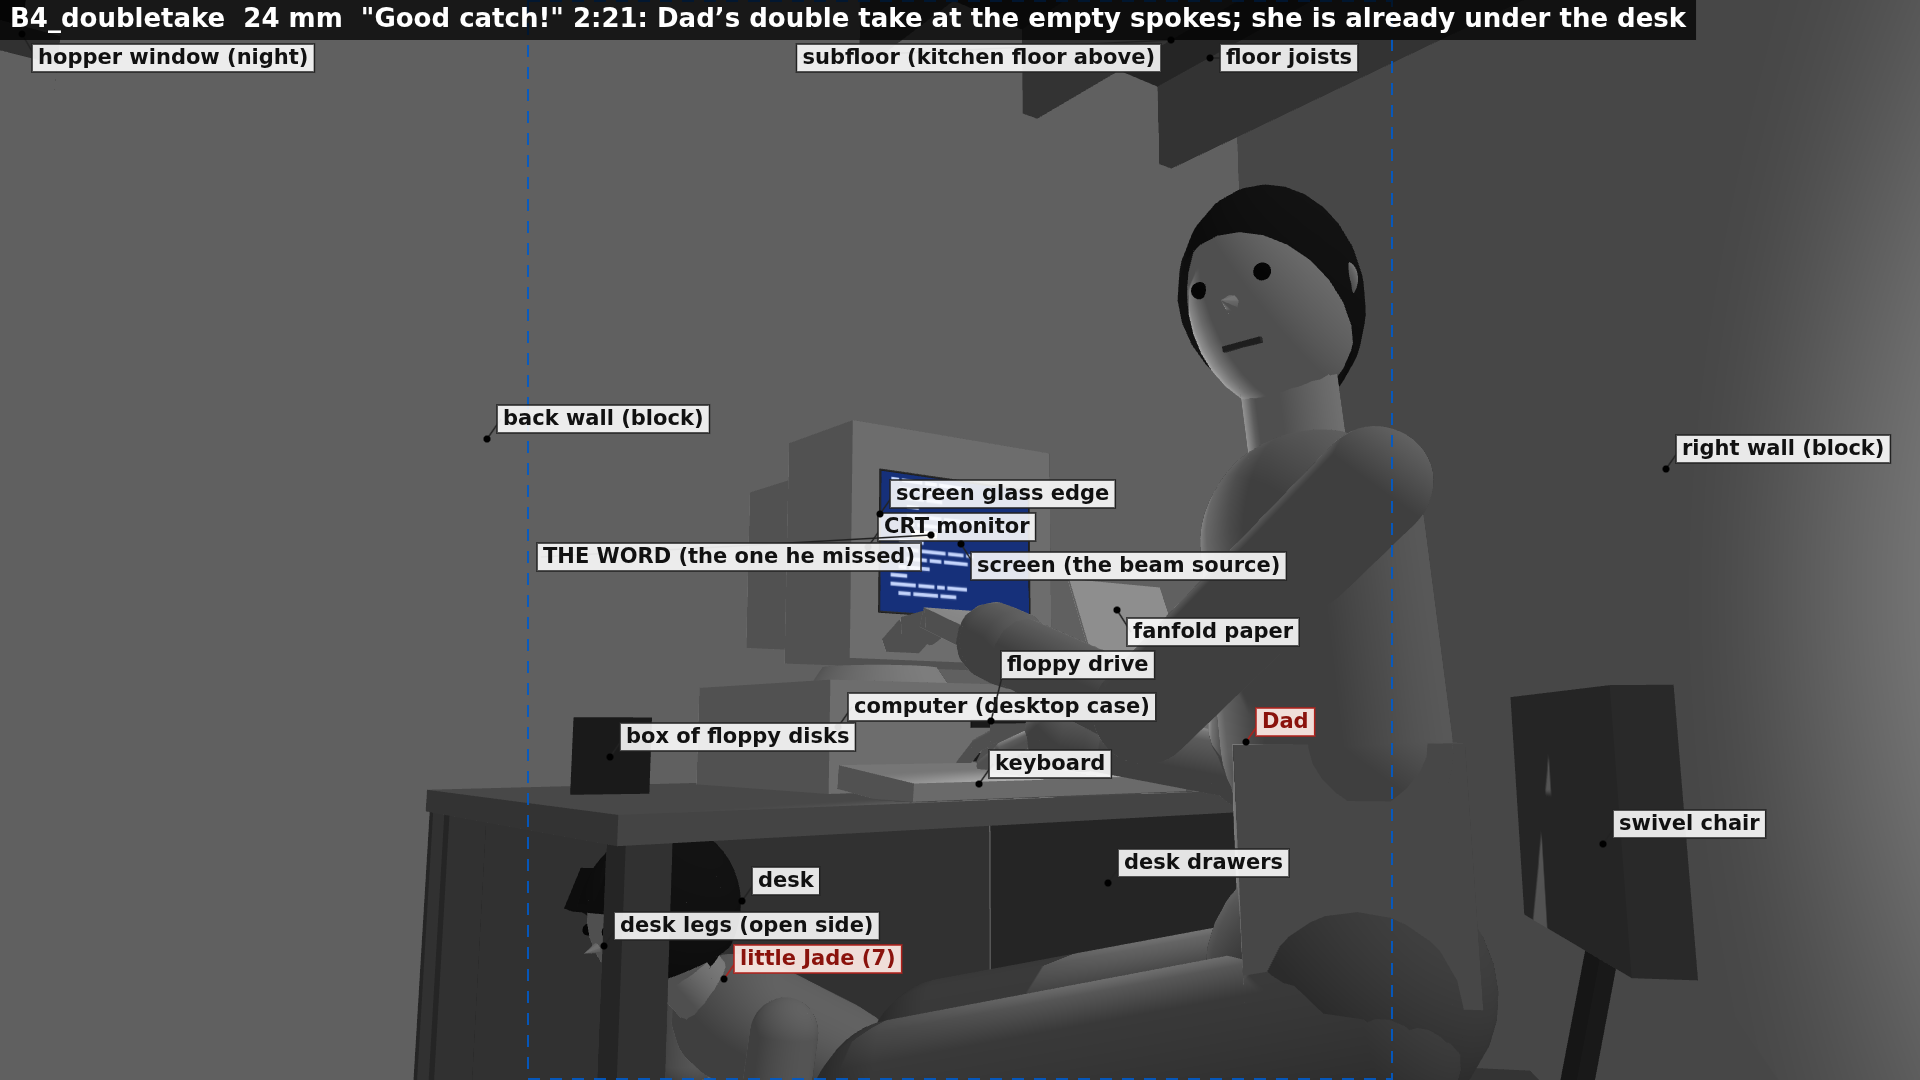 B4_doubletake 24 mm "Good catch!" 2:21: Dad’s double take at the empty spokes; she is already under the desk
hopper window (night)
subfloor (kitchen floor above)
floor joists
back wall (block)
right wall (block)
screen glass edge
CRT monitor
THE WORD (the one he missed)
screen (the beam source)
fanfold paper
floppy drive
computer (desktop case)
Dad
box of floppy disks
keyboard
swivel chair
desk drawers
desk
desk legs (open side)
little Jade (7)